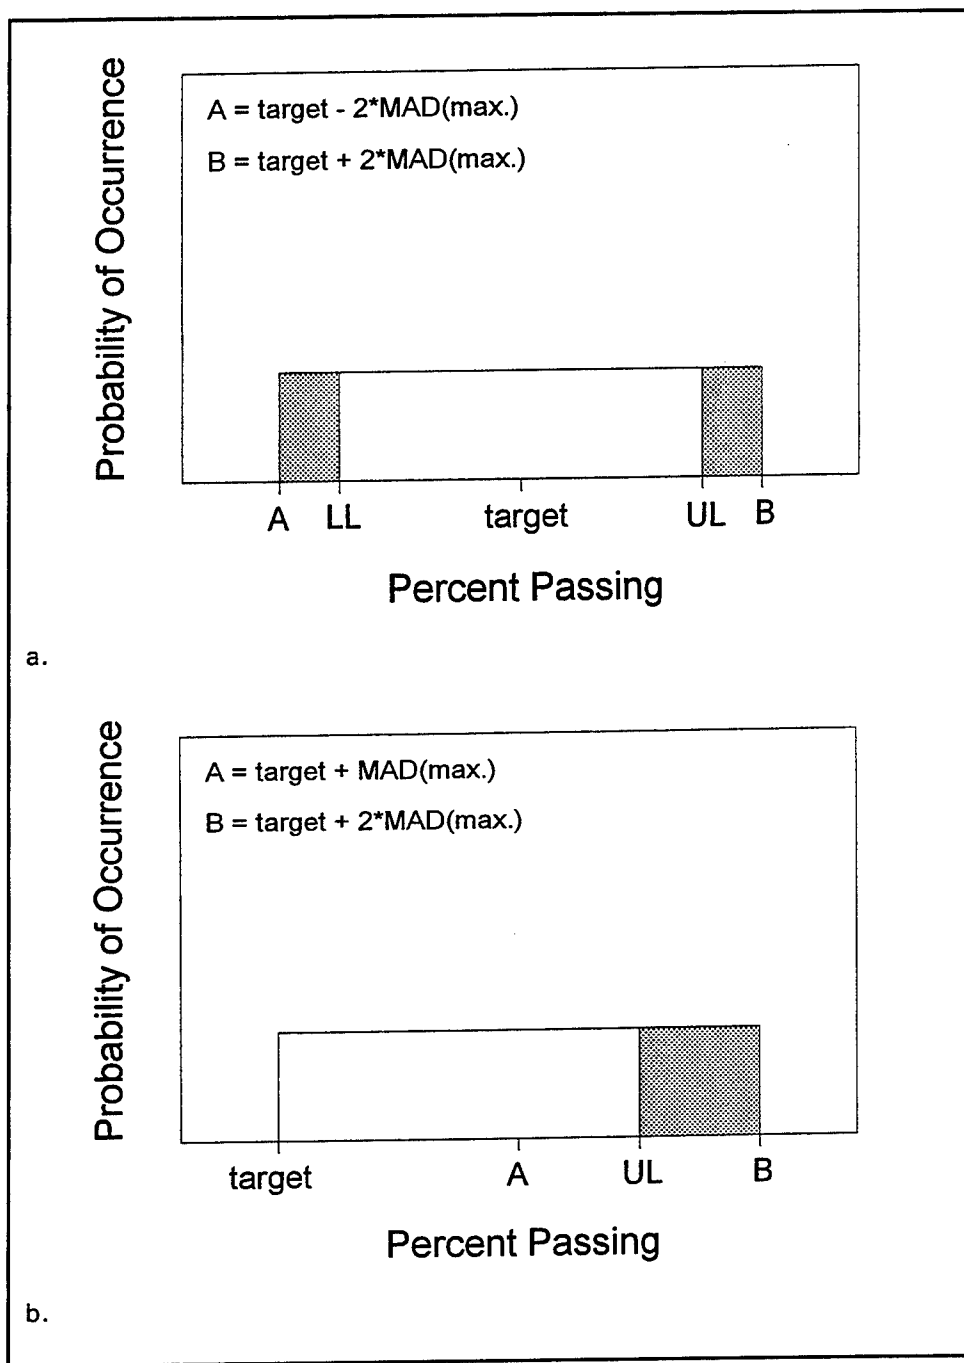 Probability of Occurrence
A = target - 2*MAD(max.)
B = target + 2*MAD(max.)
A LL target UL B
Percent Passing
a.
Probability of Occurrence
A = target + MAD(max.)
B = target + 2*MAD(max.)
target A UL B
Percent Passing
b.